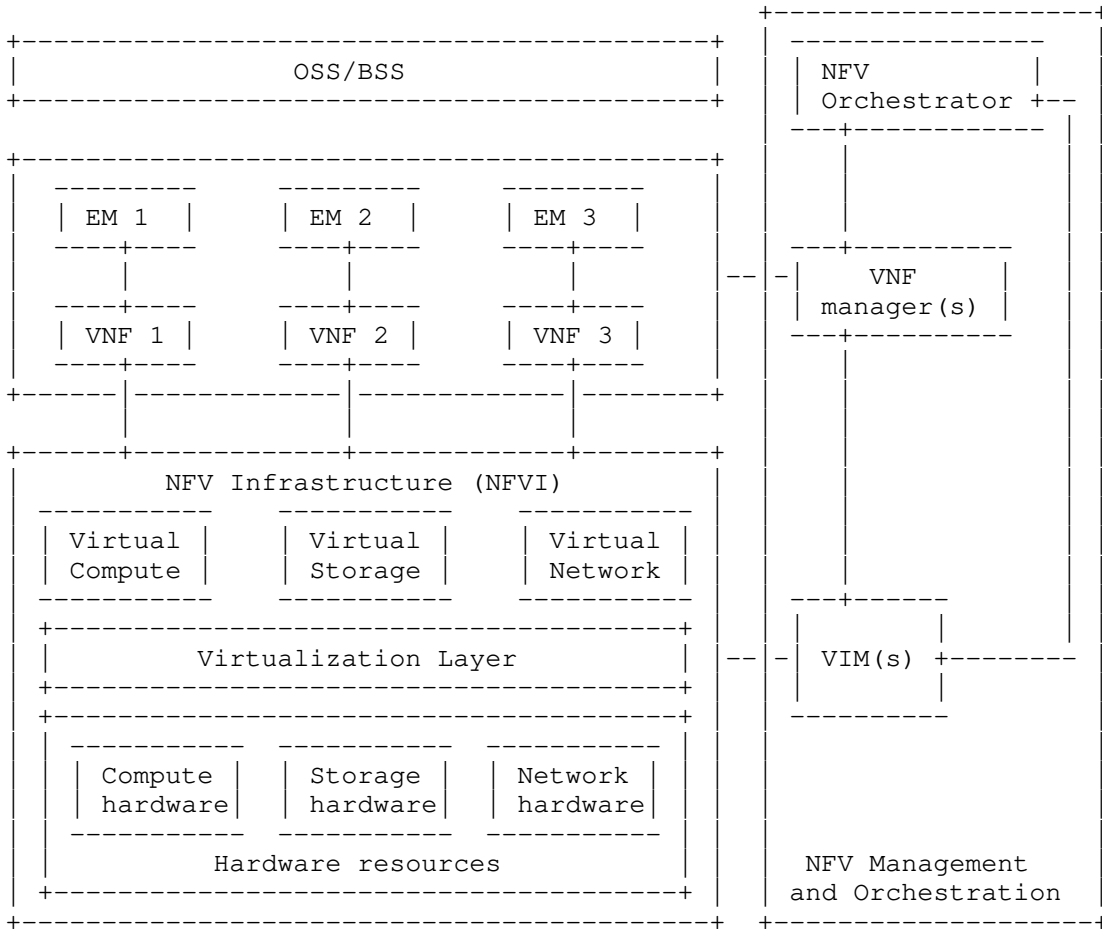 OSS/BSS
NFV
Orchestrator
EM 1
EM 2
EM 3
VNF
manager(s)
VNF 1
VNF 2
VNF 3
NFV Infrastructure (NFVI)
Virtual
Compute
Virtual
Storage
Virtual
Network
Virtualization Layer
VIM(s)
Compute
hardware
Storage
hardware
Network
hardware
Hardware resources
NFV Management
and Orchestration